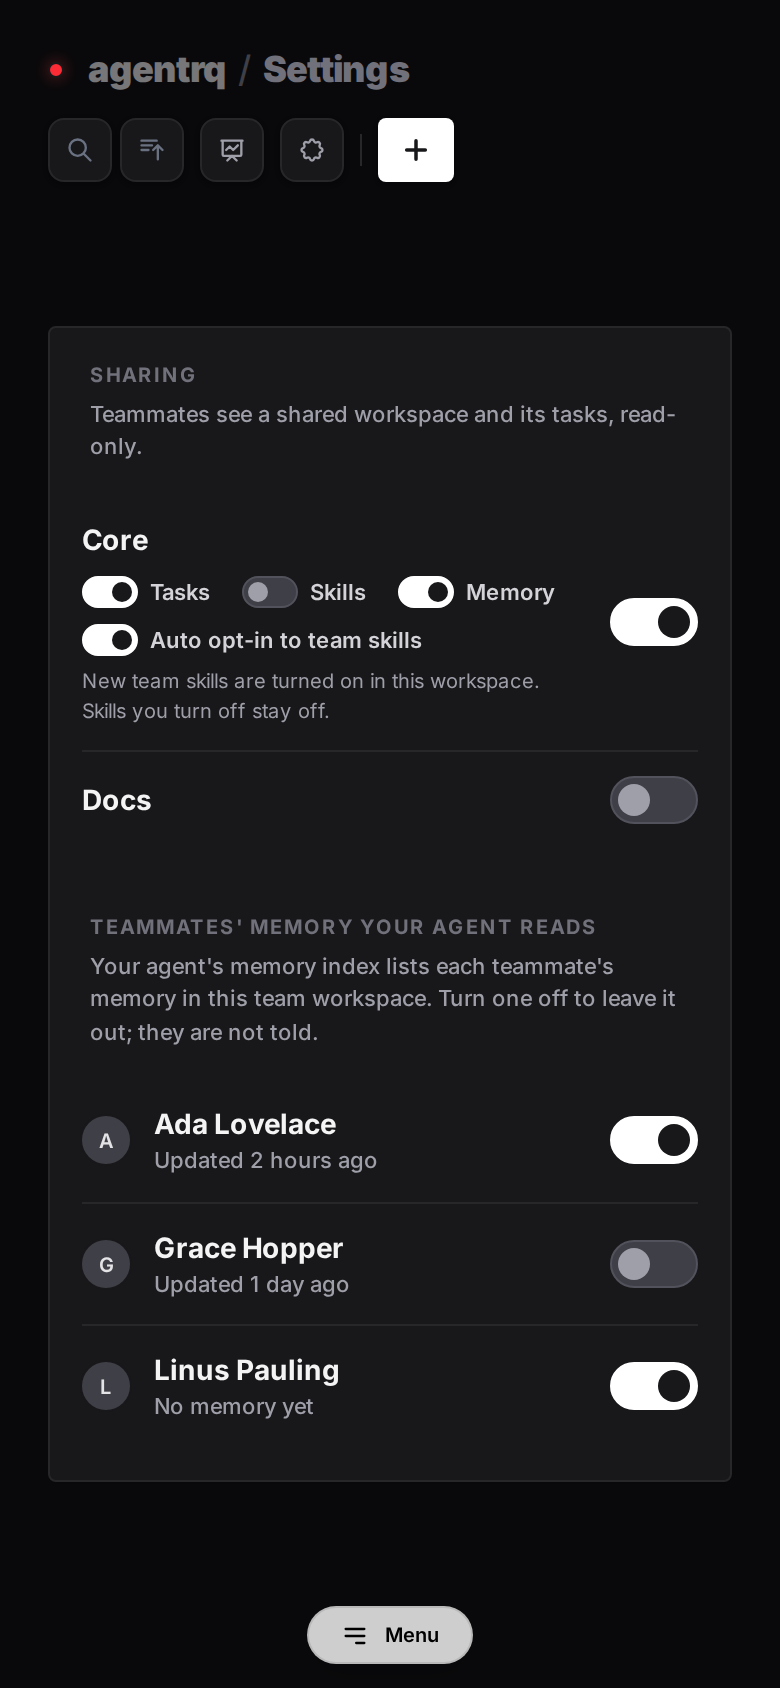 agentrq / Settings
SHARING
Teammates see a shared workspace and its tasks, read-
only.
Core
Tasks Skills Memory
Auto opt-in to team skills
New team skills are turned on in this workspace.
Skills you turn off stay off.
Docs
TEAMMATES' MEMORY YOUR AGENT READS
Your agent's memory index lists each teammate's
memory in this team workspace. Turn one off to leave it
out; they are not told.
A Ada Lovelace
Updated 2 hours ago
G Grace Hopper
Updated 1 day ago
L Linus Pauling
No memory yet
Menu